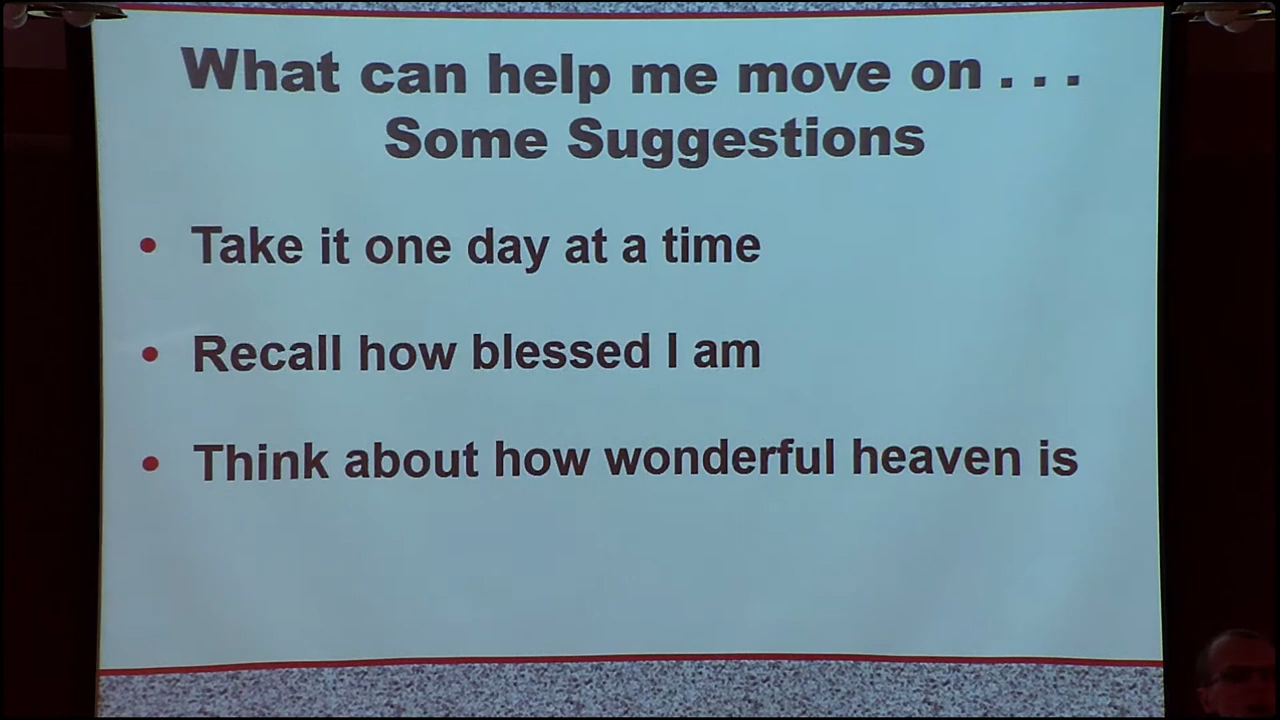 What can help me move on . . .
Some Suggestions
• Take it one day at a time
• Recall how blessed I am
• Think about how wonderful heaven is